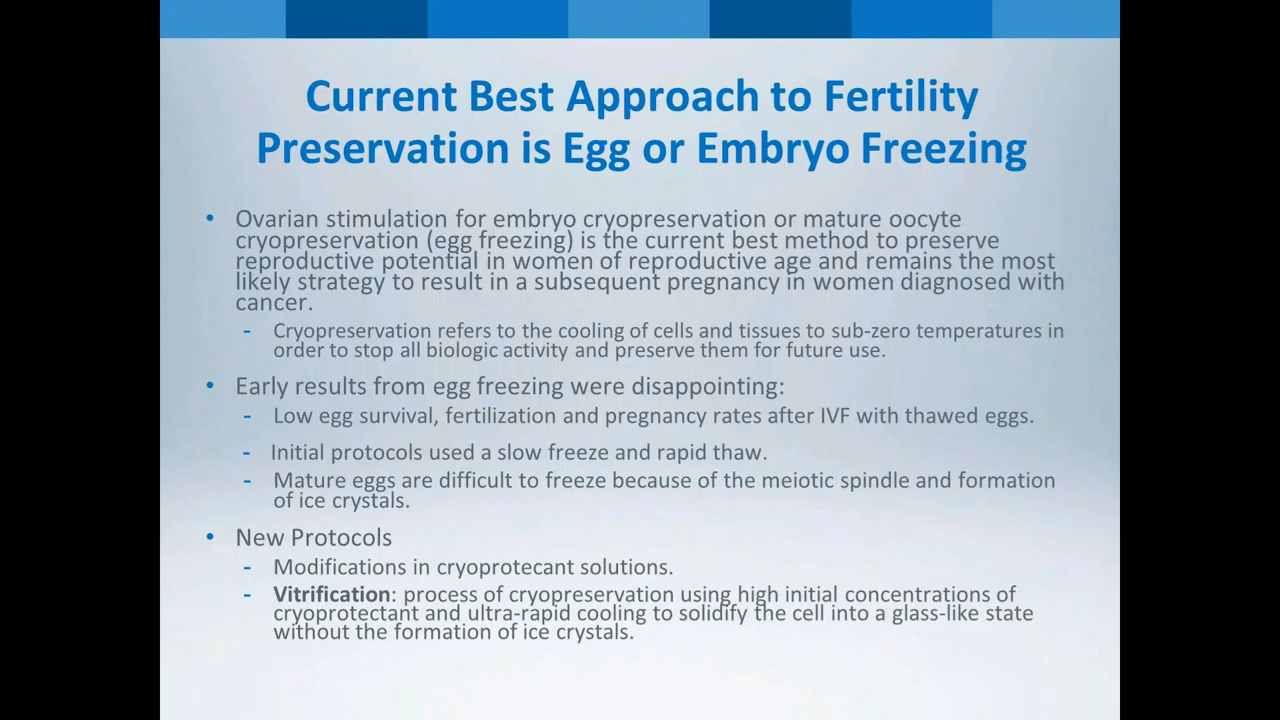 Current Best Approach to Fertility
Preservation is Egg or Embryo Freezing
• Ovarian stimulation for embryo cryopreservation or mature oocyte
cryopreservation (egg freezing) is the current best method to preserve
reproductive potential in women of reproductive age and remains the most
likely strategy to result in a subsequent pregnancy in women diagnosed with
cancer.
- Cryopreservation refers to the cooling of cells and tissues to sub-zero temperatures in
order to stop all biologic activity and preserve them for future use.
• Early results from egg freezing were disappointing:
- Low egg survival, fertilization and pregnancy rates after IVF with thawed eggs.
- Initial protocols used a slow freeze and rapid thaw.
- Mature eggs are difficult to freeze because of the meiotic spindle and formation
of ice crystals.
• New Protocols
- Modifications in cryoprotecant solutions.
- Vitrification: process of cryopreservation using high initial concentrations of
cryoprotectant and ultra-rapid cooling to solidify the cell into a glass-like state
without the formation of ice crystals.